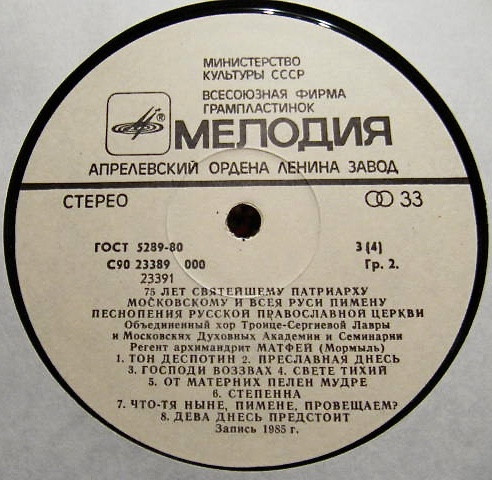 МИНИСТЕРСТВО
КУЛЬТУРЫ СССР
ВСЕСОЮЗНАЯ ФИРМА
ГРАМПЛАСТИНОК
МЕЛОДИЯ
АПРЕЛЕВСКИЙ ОРДЕНА ЛЕНИНА ЗАВОД
СТЕРЕО 33
ГОСТ 5289-80 3 (4)
С90 23389 000 Гр. 2.
23391
75 ЛЕТ СВЯТЕЙШЕМУ ПАТРИАРХУ
МОСКОВСКОМУ И ВСЕЯ РУСИ ПИМЕНУ
ПЕСНОПЕНИЯ РУССКОЙ ПРАВОСЛАВНОЙ ЦЕРКВИ
Объединенный хор Троице-Сергиевой Лавры
и Московских Духовных Академии и Семинарии
Регент архимандрит МАТФЕЙ (Мормыль)
1. ТОН ДЕСПОТИН 2. ПРЕСЛАВНАЯ ДНЕСЬ
3. ГОСПОДИ ВОЗЗВАХ 4. СВЕТЕ ТИХИЙ
5. ОТ МАТЕРНИХ ПЕЛЕН МУДРЕ
6. СТЕПЕННА
7. ЧТО-ТЯ НЫНЕ, ПИМЕНЕ, ПРОВЕЩАЕМ?
8. ДЕВА ДНЕСЬ ПРЕДСТОИТ
Запись 1985 г.